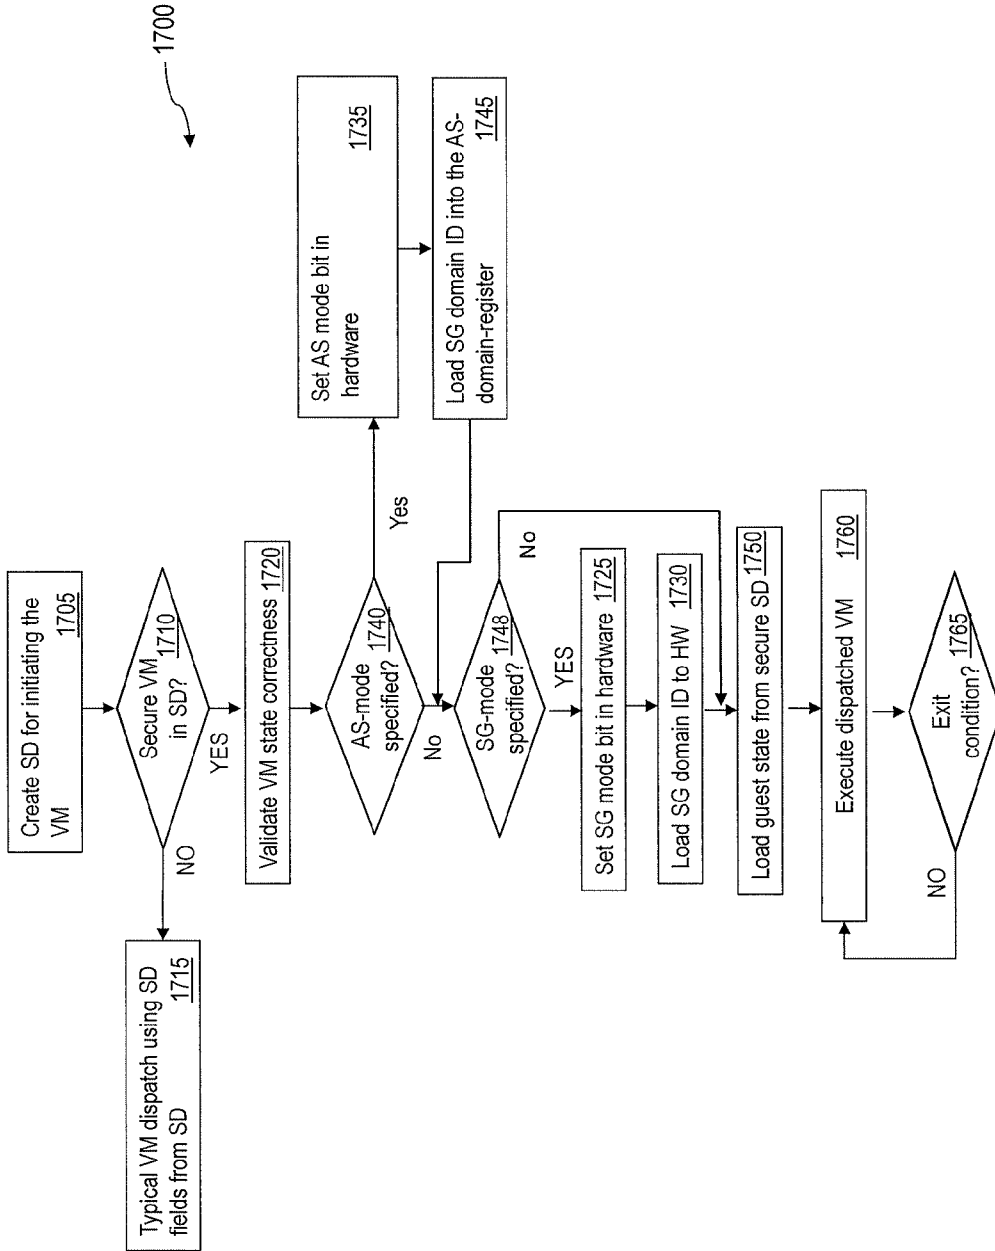 1700
Create SD for initiating the
VM 1705
Secure VM
in SD? 1710
NO
Typical VM dispatch using SD
fields from SD 1715
YES
Validate VM state correctness 1720
AS-mode 1740
specified?
Yes
Set AS mode bit in
hardware 1735
Load SG domain ID into the AS-
domain-register 1745
No
SG-mode 1748
specified?
No
YES
Set SG mode bit in hardware 1725
Load SG domain ID to HW 1730
Load guest state from secure SD 1750
Execute dispatched VM 1760
Exit 1765
condition?
NO